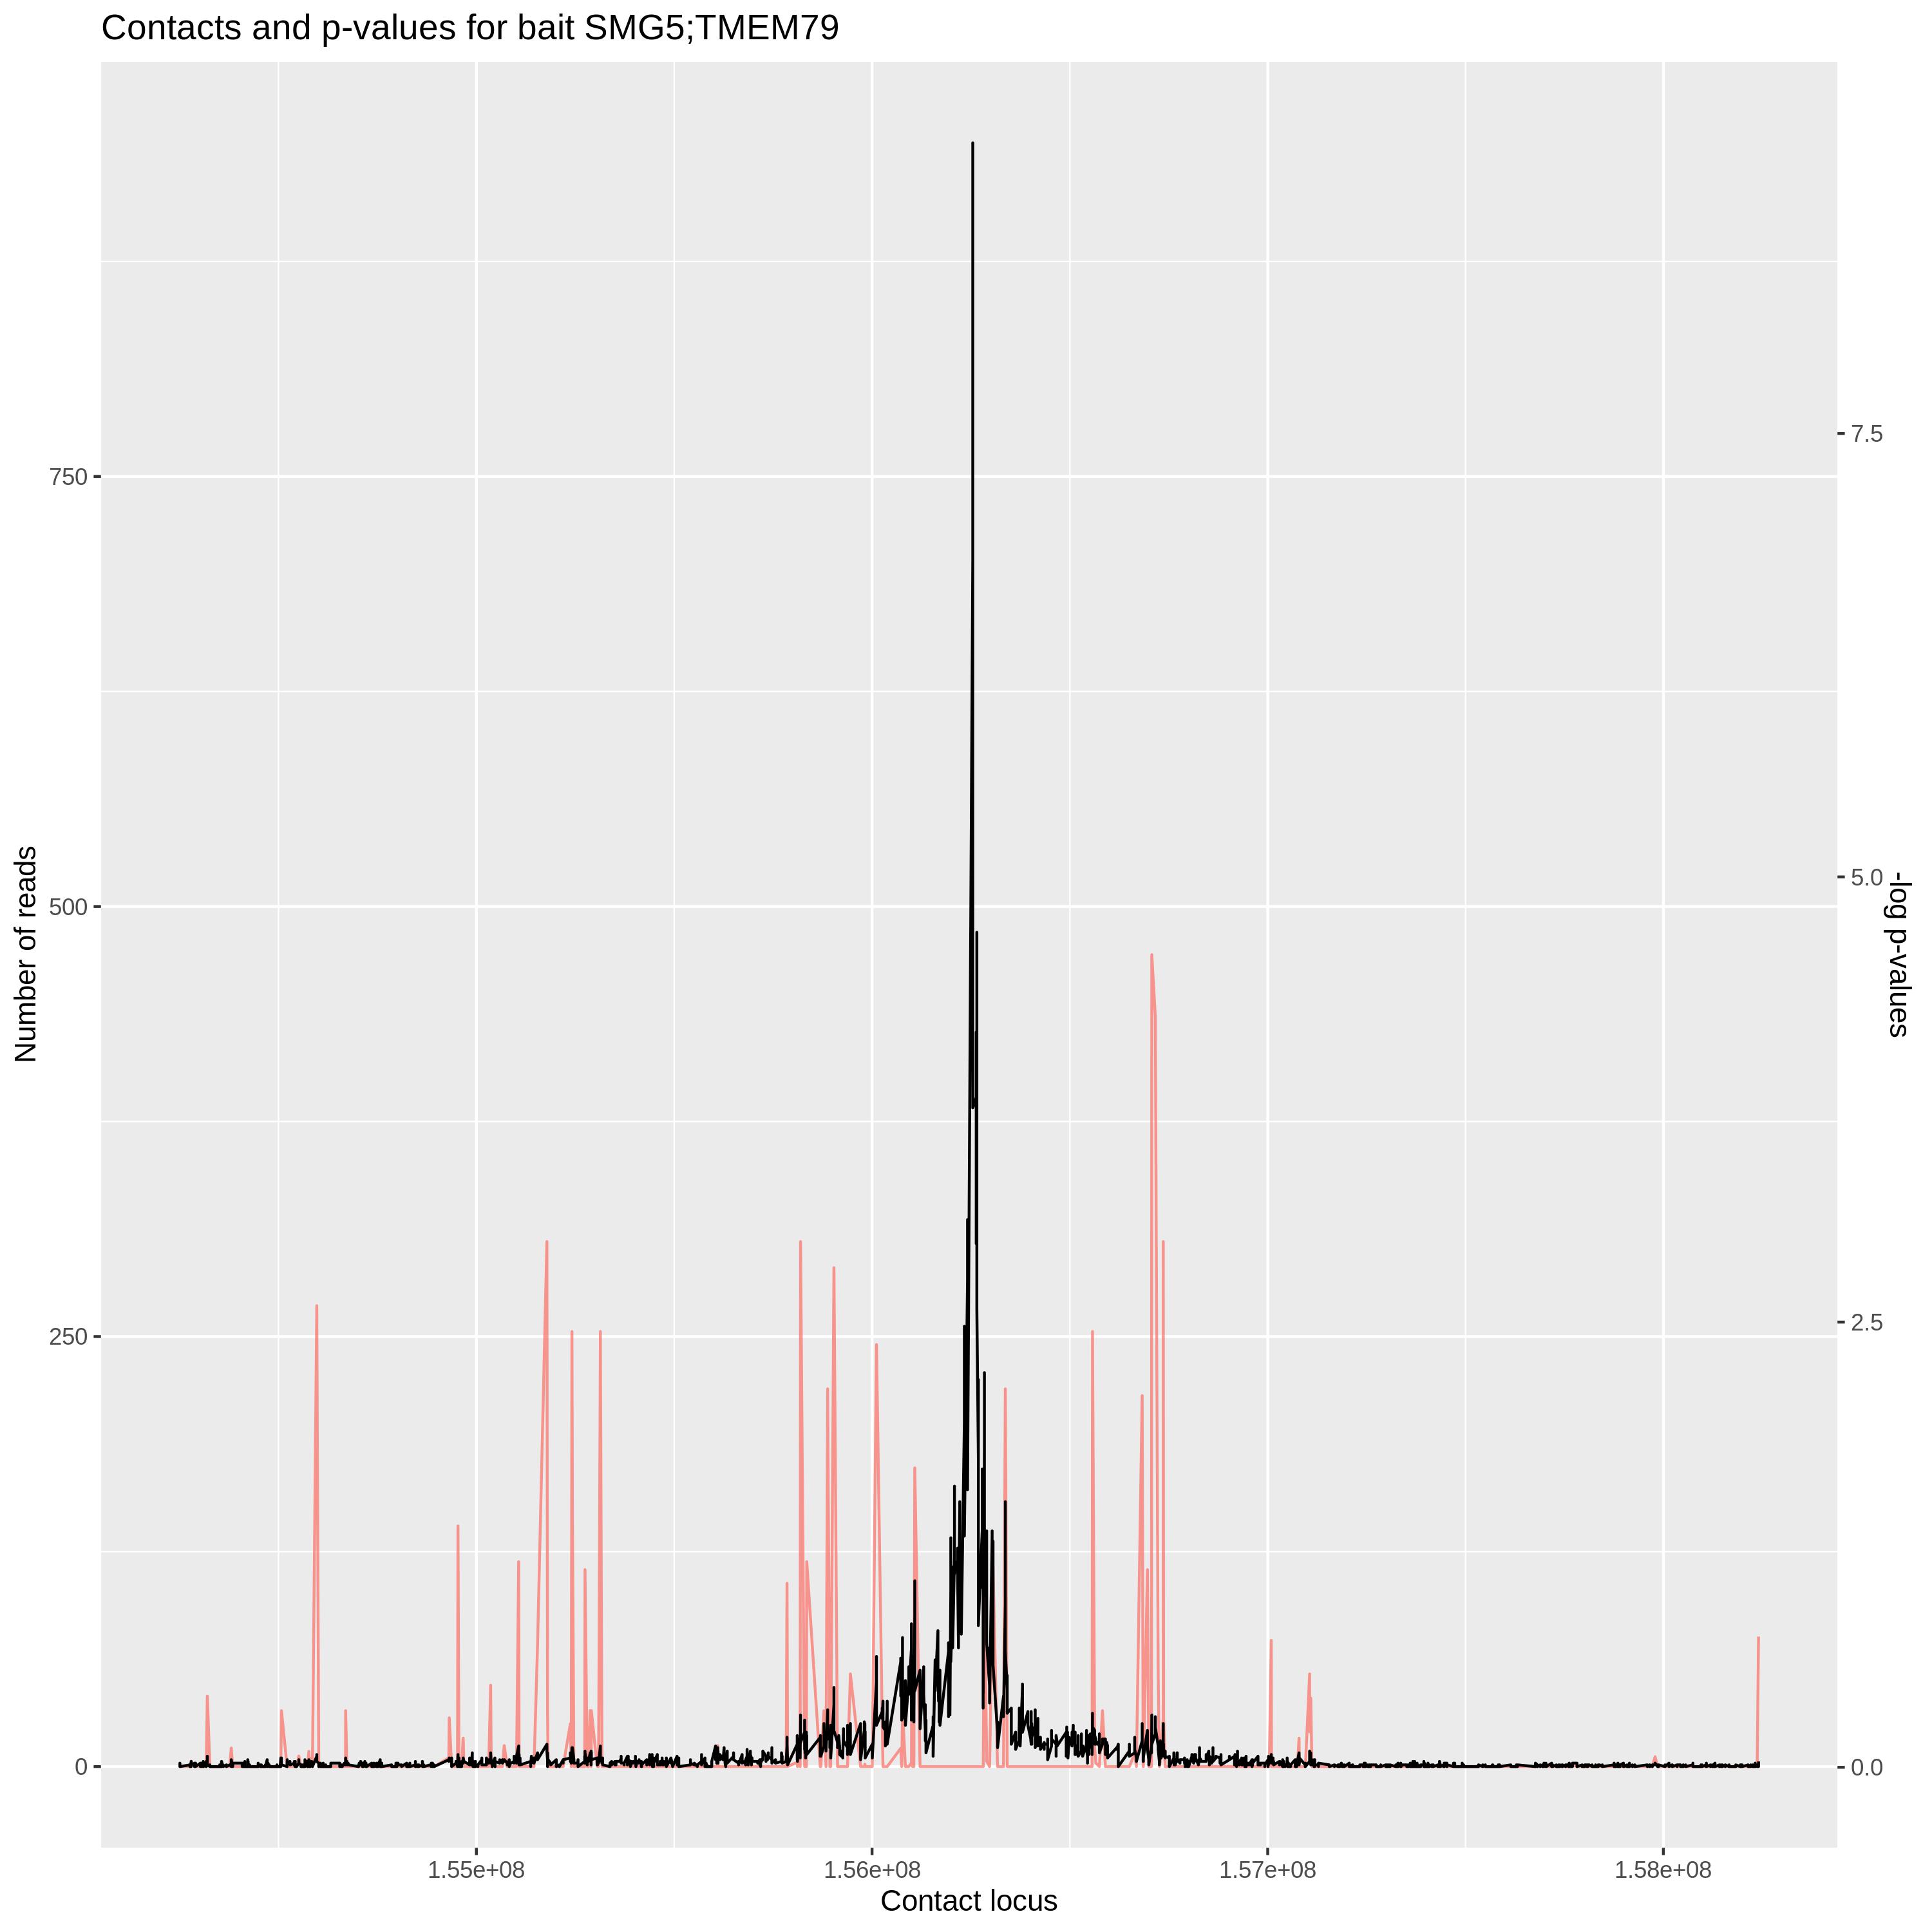 Contacts and p-values for bait SMG5;TMEM79
Number of reads
750
500
250
0
7.5
5.0
2.5
0.0
-log p-values
1.55e+08
1.56e+08
1.57e+08
1.58e+08
Contact locus